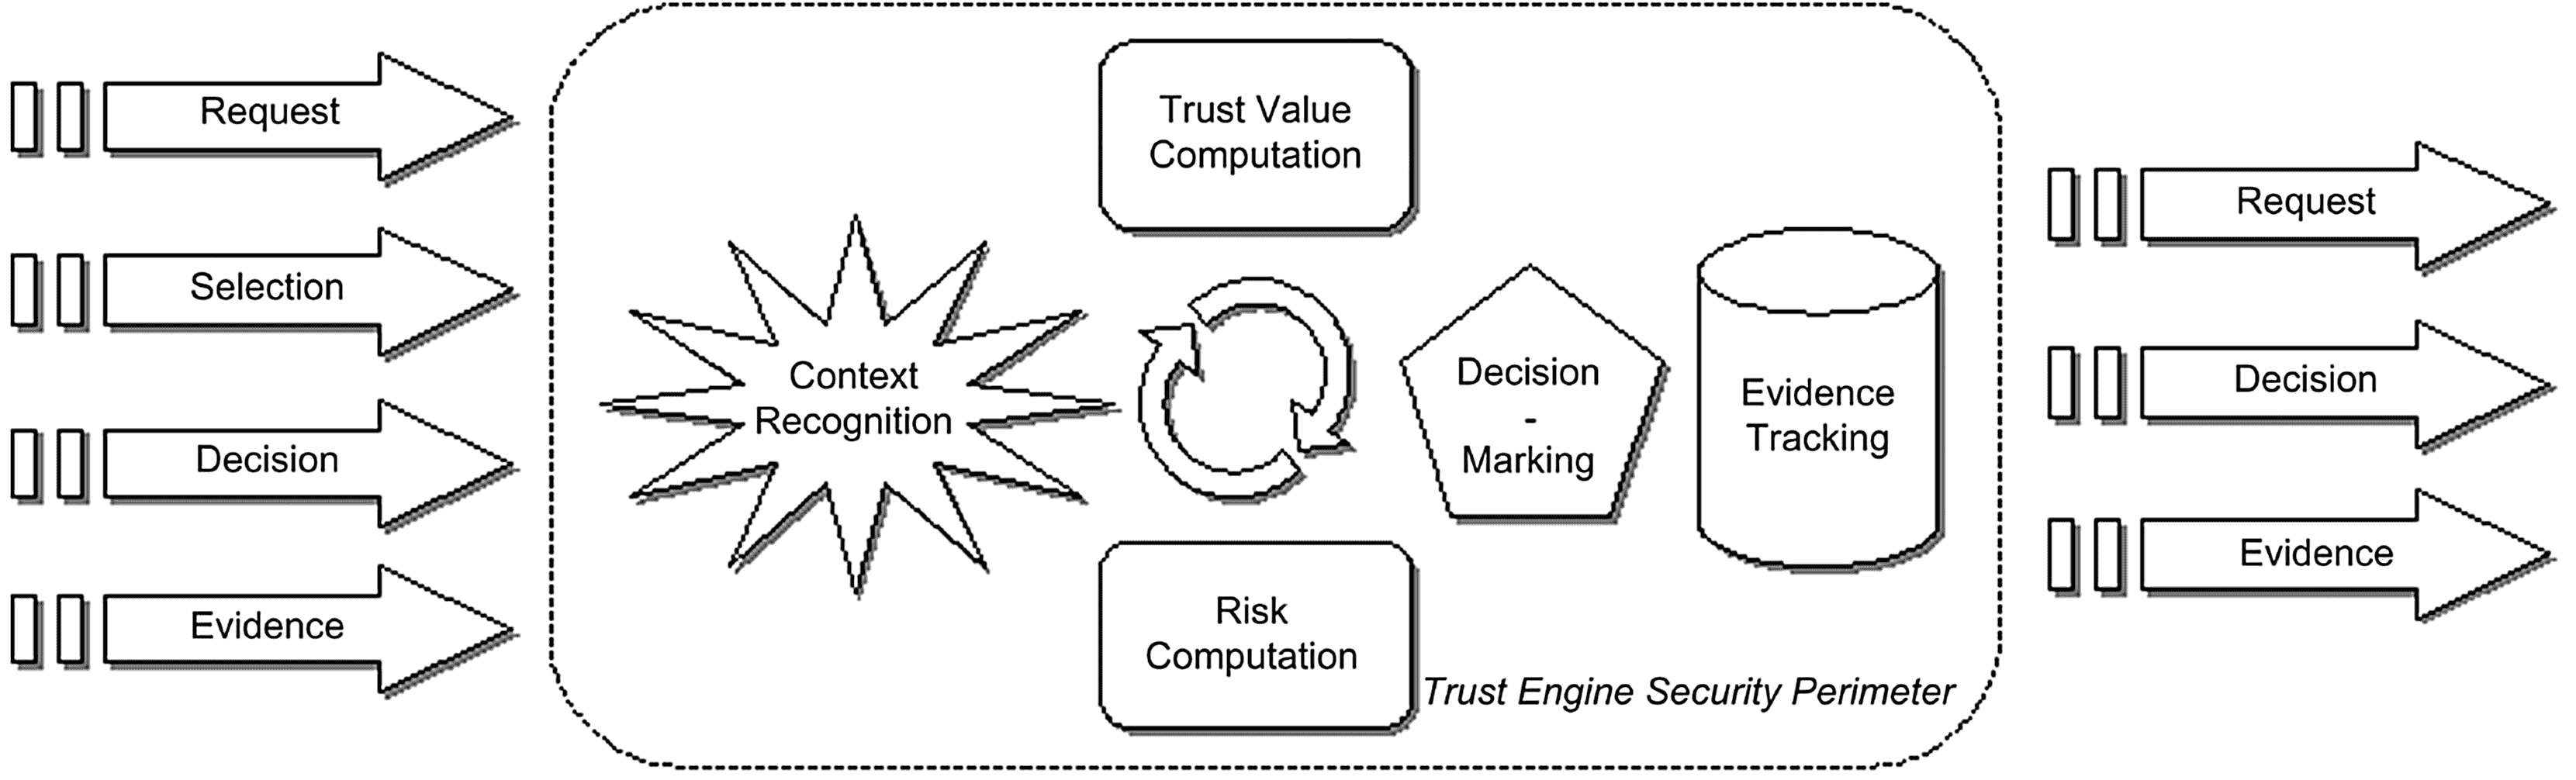 Request
Selection
Decision
Evidence
Context
Recognition
Trust Value
Computation
Risk
Computation
Decision
-
Marking
Evidence
Tracking
Trust Engine Security Perimeter
Request
Decision
Evidence